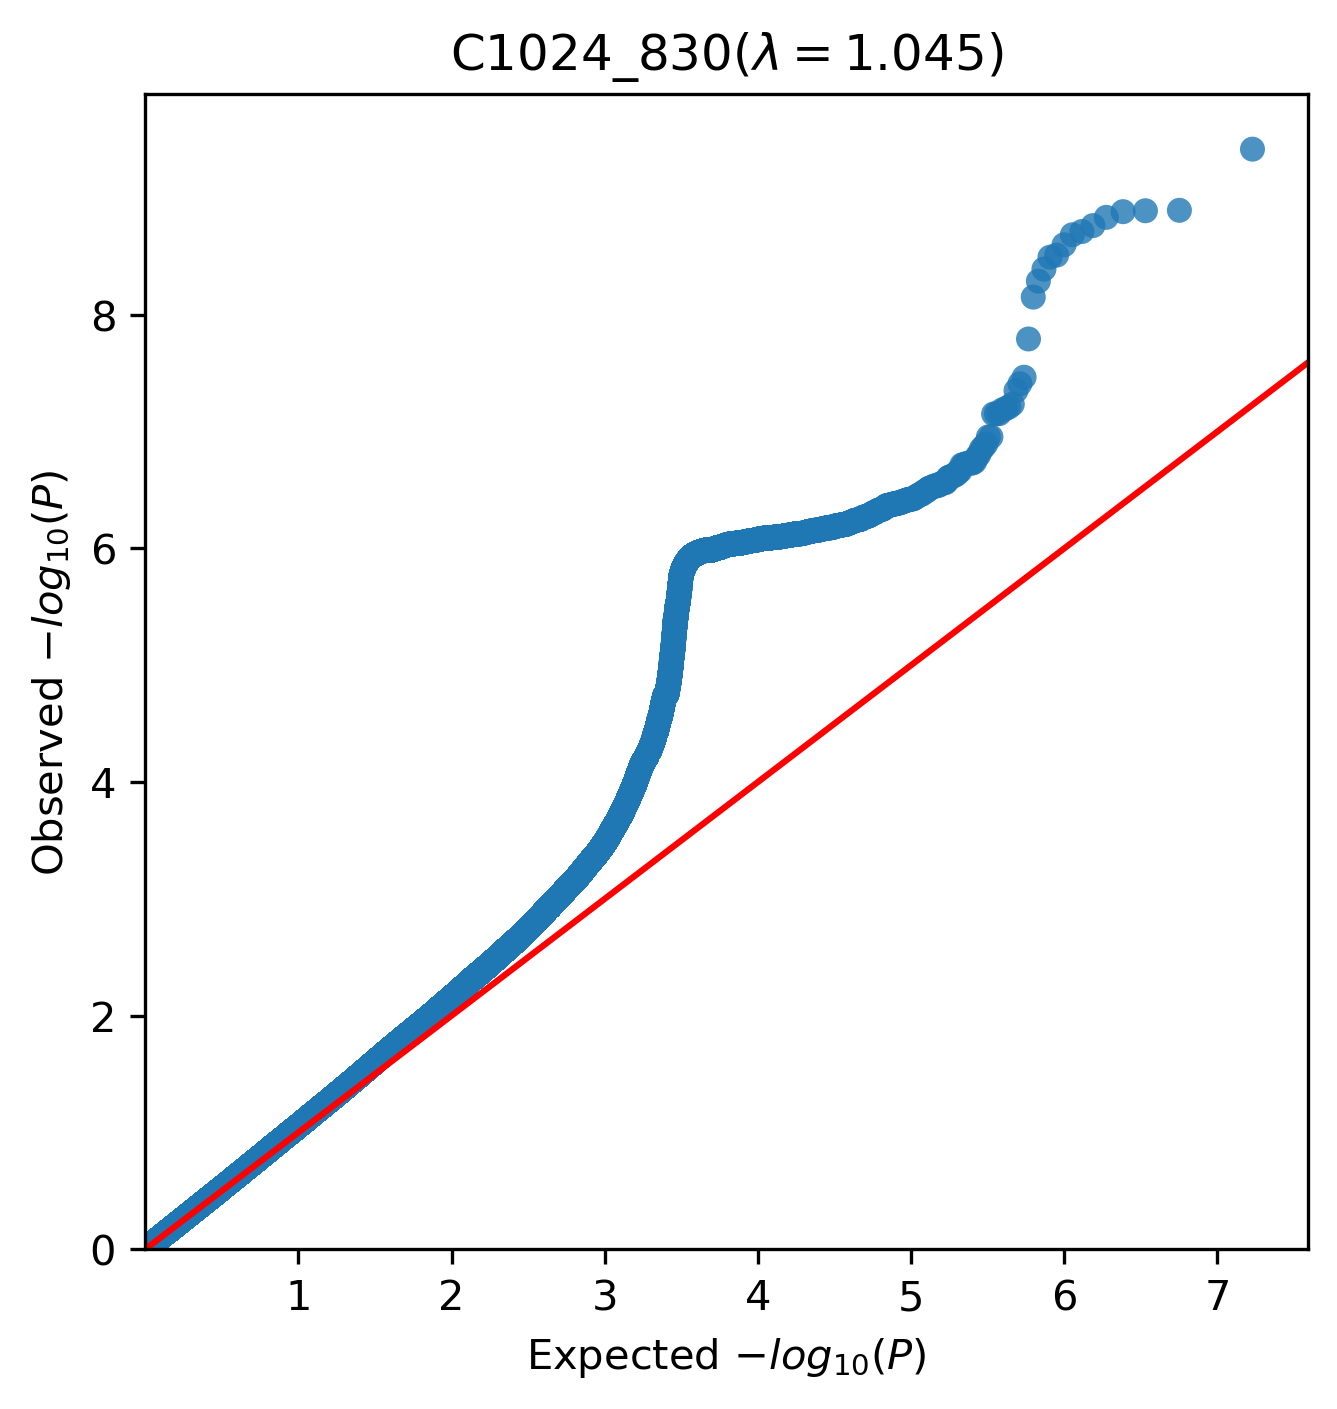 C1024_830(λ = 1.045)
Observed −log₁₀(P)
8
6
4
2
0
1 2 3 4 5 6 7
Expected −log₁₀(P)